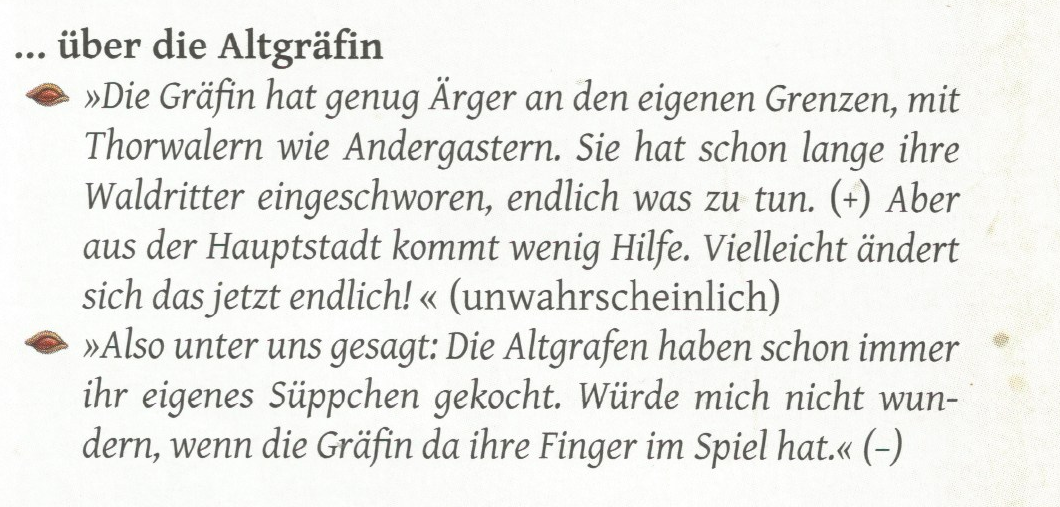 ... über die Altgräfin
»Die Gräfin hat genug Ärger an den eigenen Grenzen, mit
Thorwalern wie Andergastern. Sie hat schon lange ihre
Waldritter eingeschworen, endlich was zu tun. (+) Aber
aus der Hauptstadt kommt wenig Hilfe. Vielleicht ändert
sich das jetzt endlich! « (unwahrscheinlich)
»Also unter uns gesagt: Die Altgrafen haben schon immer
ihr eigenes Süppchen gekocht. Würde mich nicht wun-
dern, wenn die Gräfin da ihre Finger im Spiel hat.« (–)